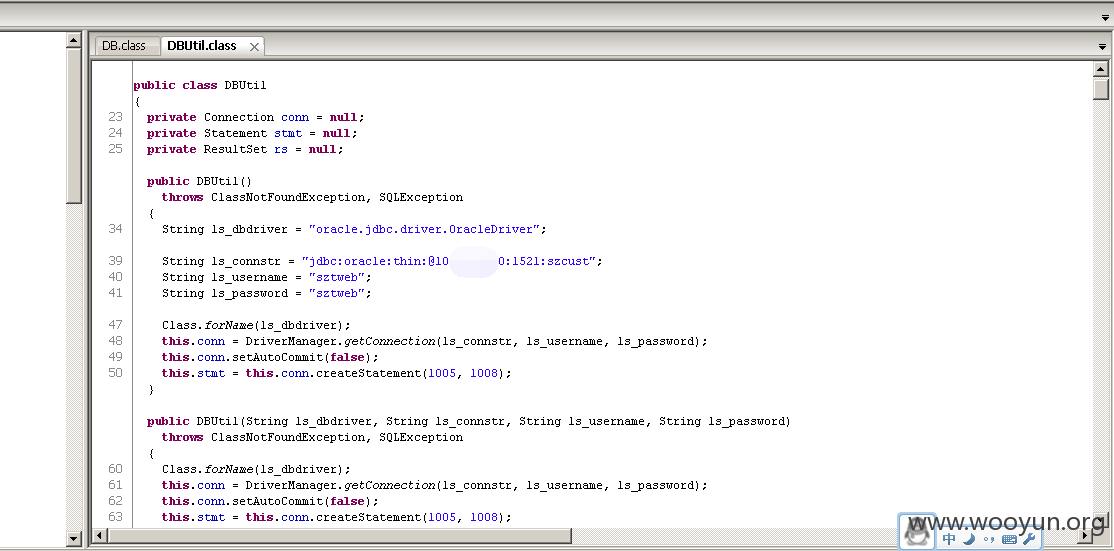 DB.class DBUtil.class
public class DBUtil
{
23 private Connection conn = null;
24 private Statement stmt = null;
25 private ResultSet rs = null;
public DBUtil()
throws ClassNotFoundException, SQLException
{
34 String ls_dbdriver = "oracle.jdbc.driver.OracleDriver";
39 String ls_connstr = "jdbc:oracle:thin:@10 0:1521:szcust";
40 String ls_username = "sztweb";
41 String ls_password = "sztweb";
47 Class.forName(ls_dbdriver);
48 this.conn = DriverManager.getConnection(ls_connstr, ls_username, ls_password);
49 this.conn.setAutoCommit(false);
50 this.stmt = this.conn.createStatement(1005, 1008);
}
public DBUtil(String ls_dbdriver, String ls_connstr, String ls_username, String ls_password)
throws ClassNotFoundException, SQLException
{
60 Class.forName(ls_dbdriver);
61 this.conn = DriverManager.getConnection(ls_connstr, ls_username, ls_password);
62 this.conn.setAutoCommit(false);
63 this.stmt = this.conn.createStatement(1005, 1008);
www.wooyun.org
中